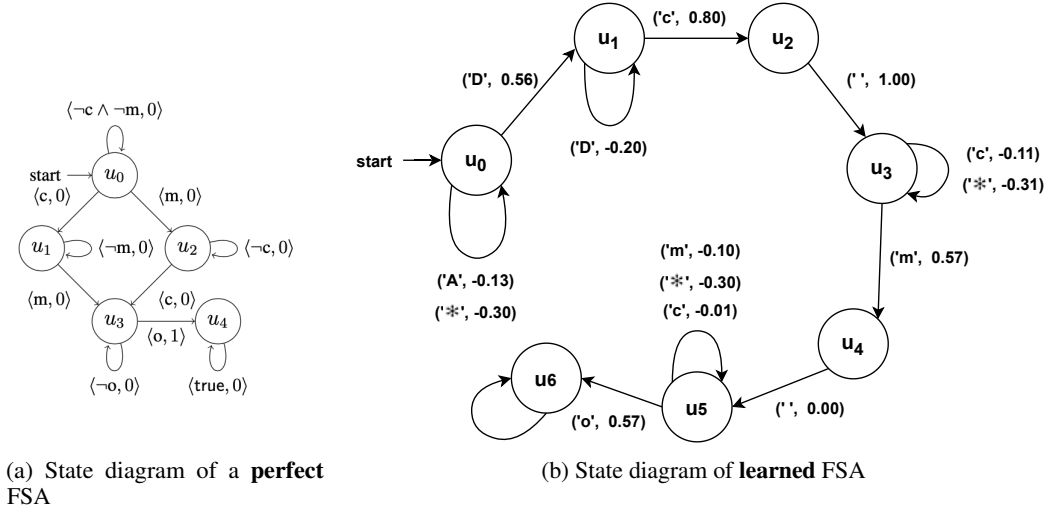 ⟨¬c ∧ ¬m, 0⟩
start
u₀
⟨c, 0⟩
⟨m, 0⟩
u₁
⟨¬m, 0⟩
u₂
⟨¬c, 0⟩
⟨m, 0⟩
⟨c, 0⟩
u₃
⟨o, 1⟩
u₄
⟨¬o, 0⟩
⟨true, 0⟩
(a) State diagram of a perfect
FSA
u₁
('c', 0.80)
u₂
('D', 0.56)
('D', -0.20)
(' ', 1.00)
start
u₀
('A', -0.13)
('*', -0.30)
u₃
('c', -0.11)
('*', -0.31)
('m', 0.57)
u₄
(' ', 0.00)
('m', -0.10)
('*', -0.30)
('c', -0.01)
u5
('o', 0.57)
u6
(b) State diagram of learned FSA